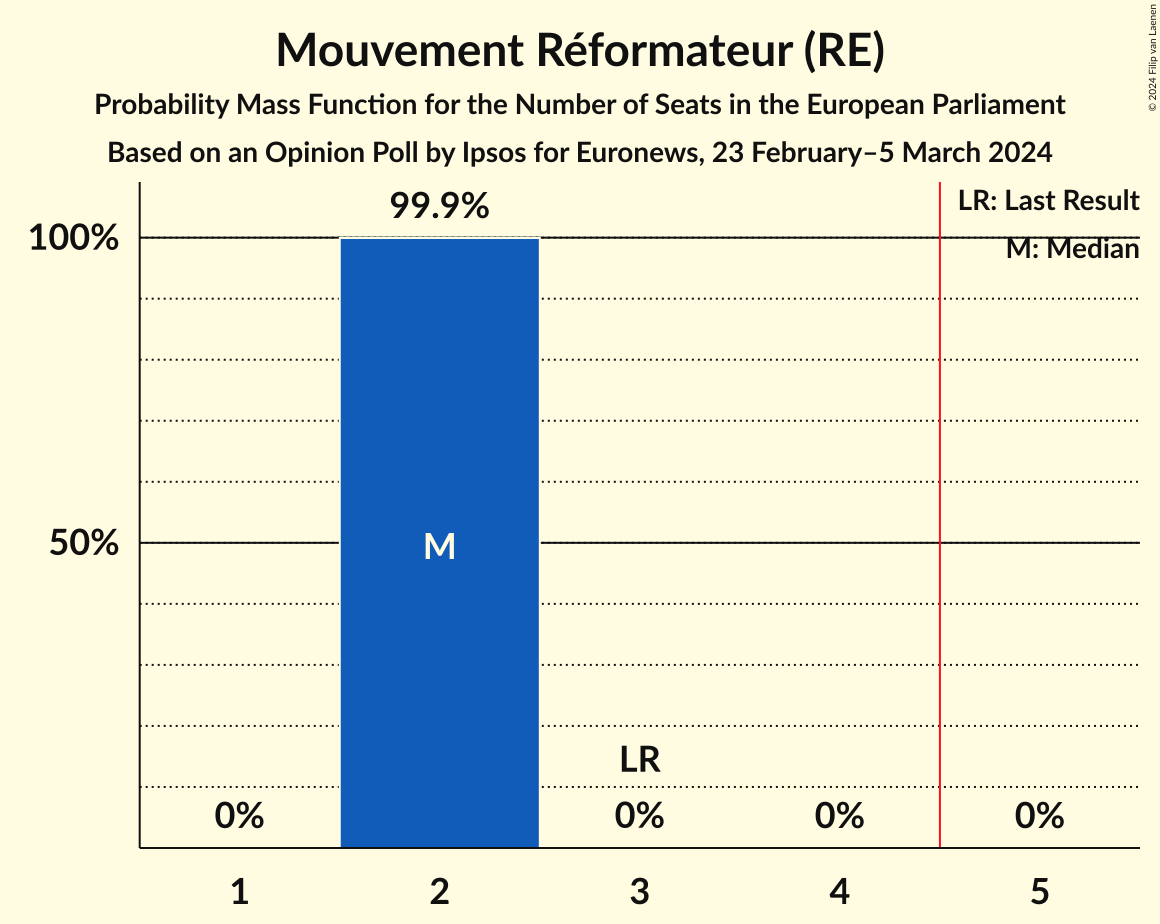 Mouvement Réformateur (RE)
Probability Mass Function for the Number of Seats in the European Parliament
Based on an Opinion Poll by Ipsos for Euronews, 23 February–5 March 2024
© 2024 Filip van Laenen
LR: Last Result
M: Median
99.9%
100%
50%
M
LR
0%
0%
0%
0%
1
2
3
4
5